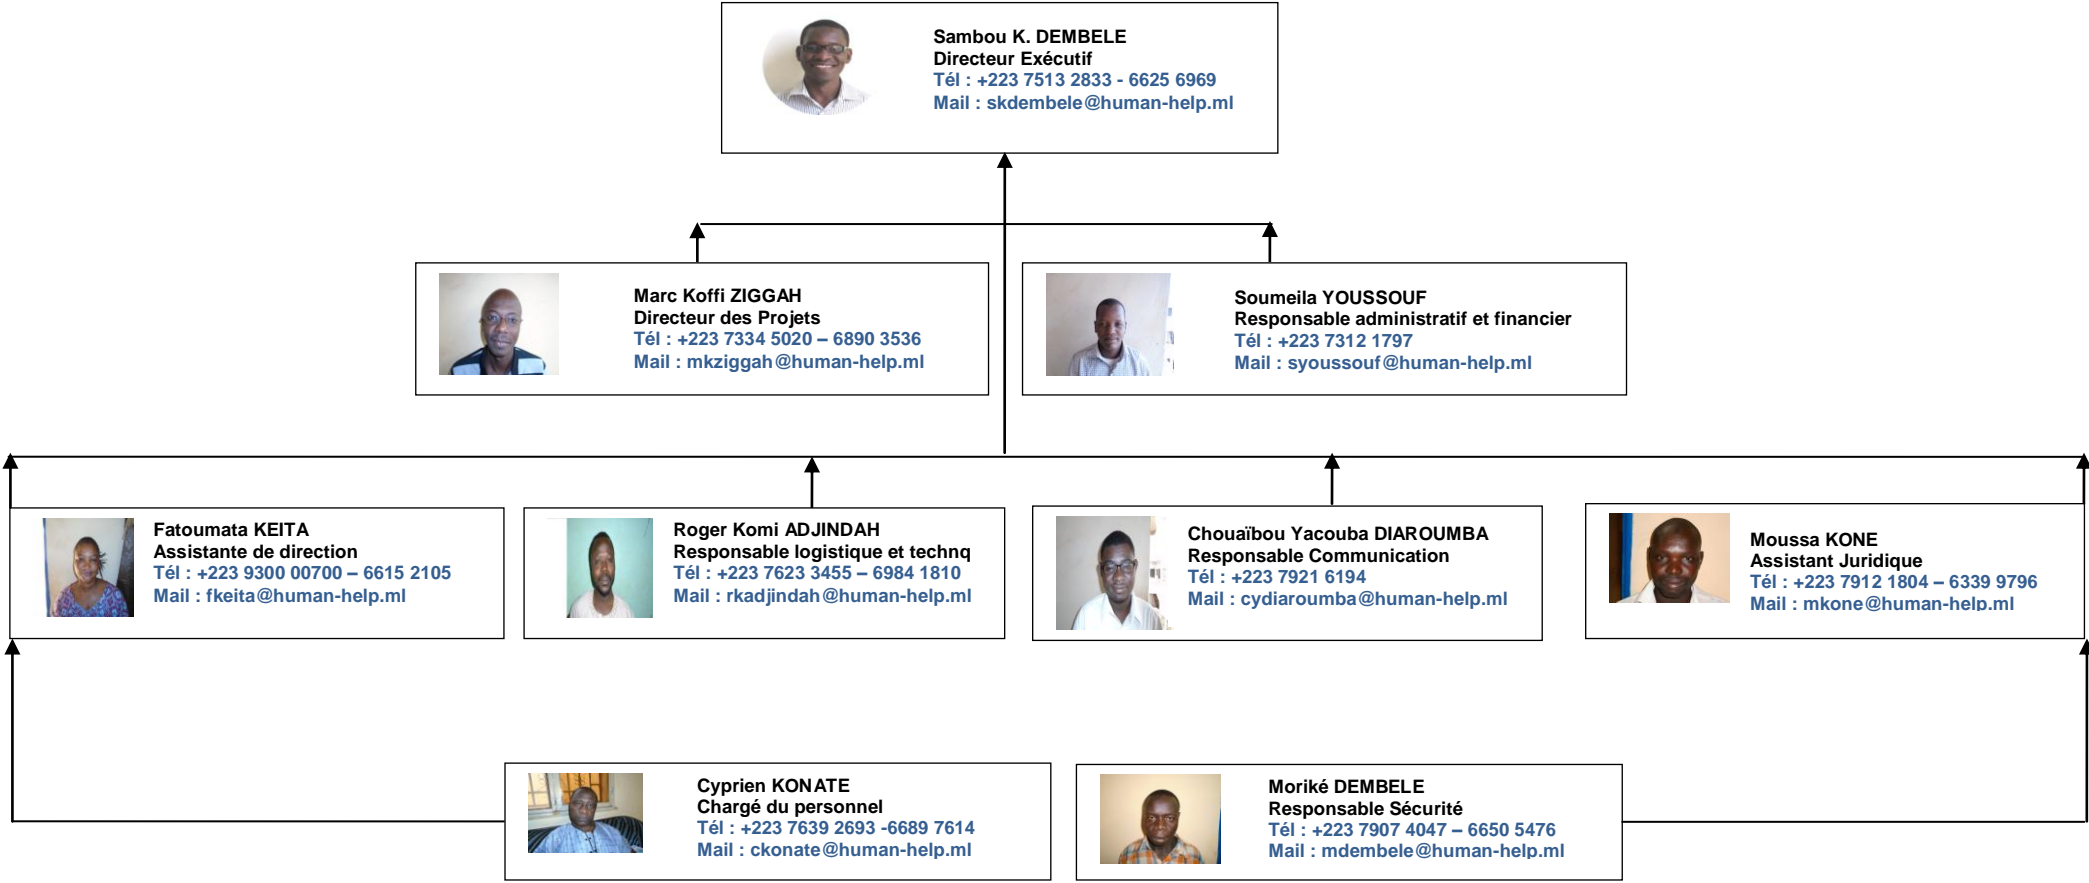 Sambou K. DEMBELE
Directeur Exécutif
Tél : +223 7513 2833 - 6625 6969
Mail : skdembele@human-help.ml
Marc Koffi ZIGGAH
Directeur des Projets
Tél : +223 7334 5020 – 6890 3536
Mail : mkziggah@human-help.ml
Soumeila YOUSSOUF
Responsable administratif et financier
Tél : +223 7312 1797
Mail : syoussouf@human-help.ml
Fatoumata KEITA
Assistante de direction
Tél : +223 9300 00700 – 6615 2105
Mail : fkeita@human-help.ml
Roger Komi ADJINDAH
Responsable logistique et technq
Tél : +223 7623 3455 – 6984 1810
Mail : rkadjindah@human-help.ml
Chouaïbou Yacouba DIAROUMBA
Responsable Communication
Tél : +223 7921 6194
Mail : cydiaroumba@human-help.ml
Moussa KONE
Assistant Juridique
Tél : +223 7912 1804 – 6339 9796
Mail : mkone@human-help.ml
Cyprien KONATE
Chargé du personnel
Tél : +223 7639 2693 -6689 7614
Mail : ckonate@human-help.ml
Moriké DEMBELE
Responsable Sécurité
Tél : +223 7907 4047 – 6650 5476
Mail : mdembele@human-help.ml